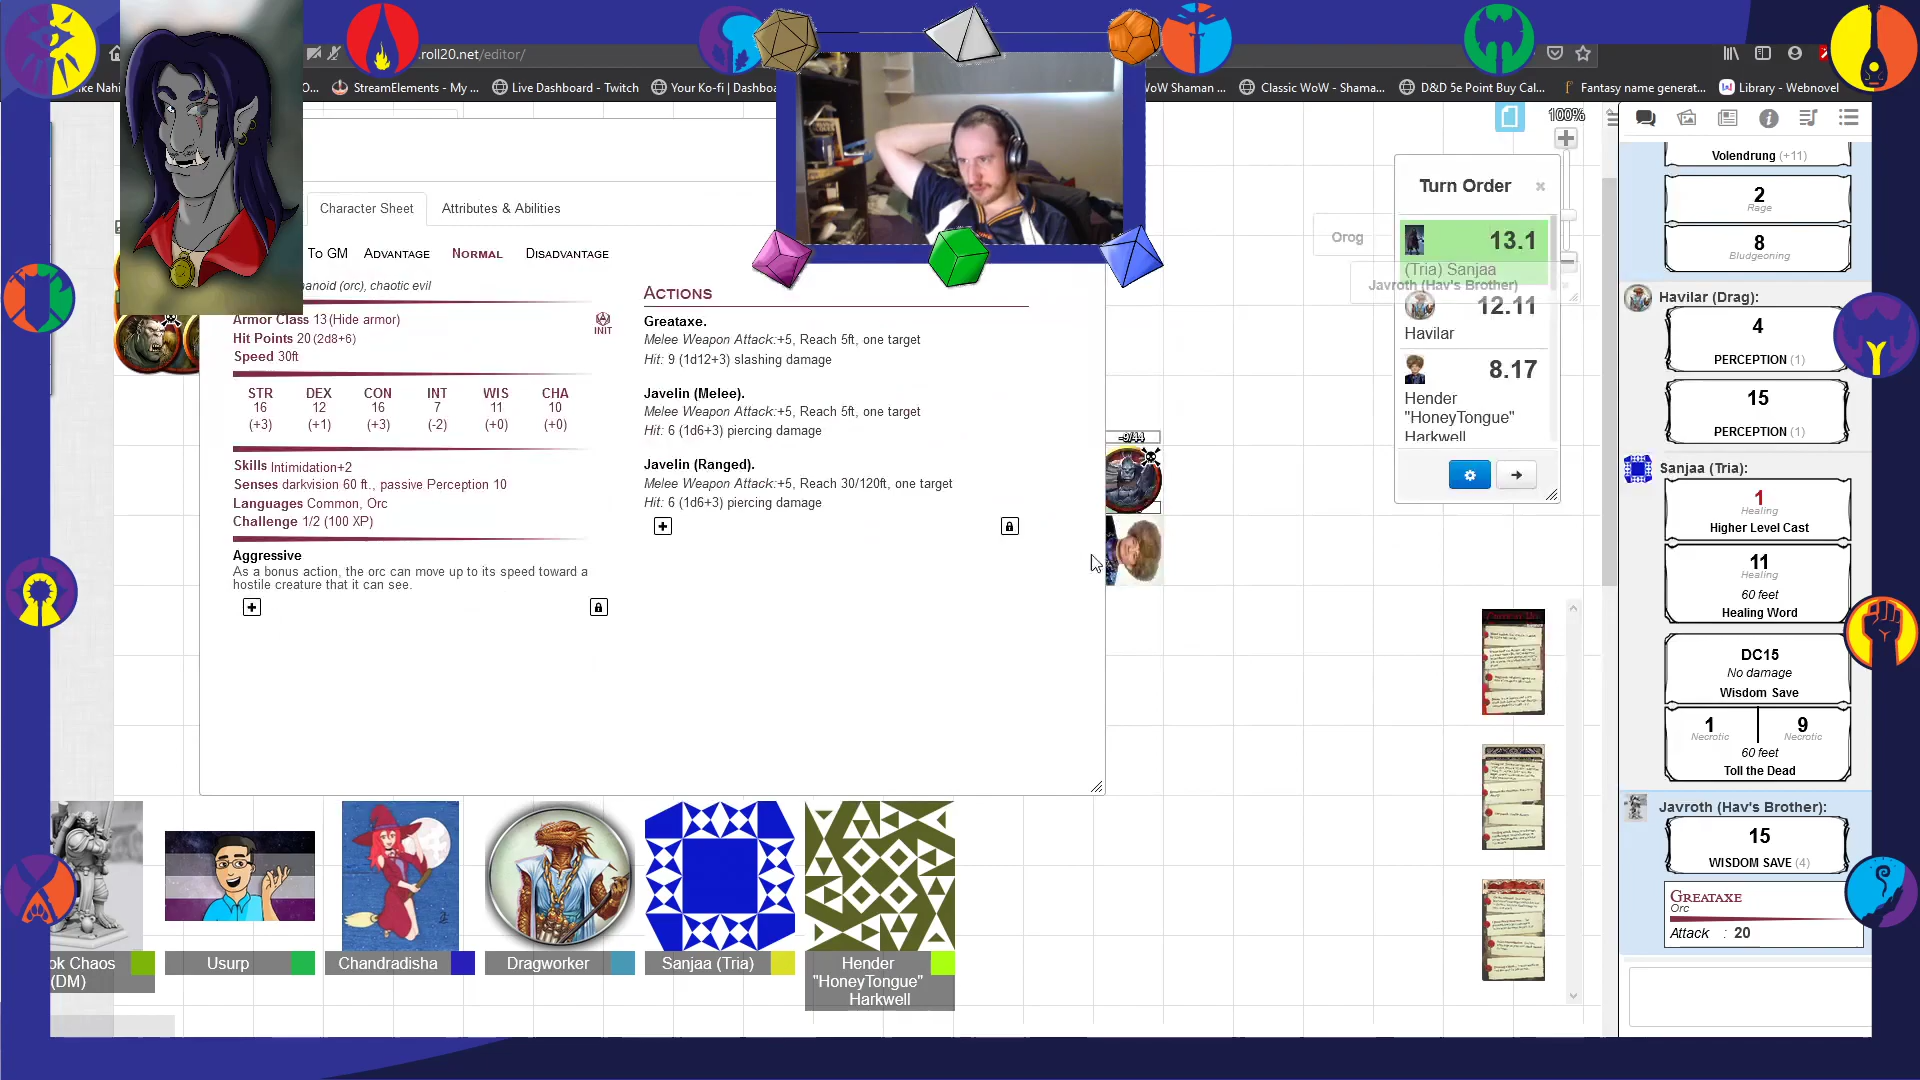 .roll20.net/editor/
ke Nahi
O...
StreamElements - My ...
Live Dashboard - Twitch
Your Ko-fi | Dashboa
WoW Shaman ...
Classic WoW - Shama...
D&D 5e Point Buy Cal...
Fantasy name generat...
Library - Webnovel
100%
Character Sheet
Attributes & Abilities
To GM
ADVANTAGE
NORMAL
DISADVANTAGE
anoid (orc), chaotic evil
Armor Class 13 (Hide armor)
Hit Points 20 (2d8+6)
Speed 30ft
INIT
STR DEX CON INT WIS CHA
16 12 16 7 11 10
(+3) (+1) (+3) (-2) (+0) (+0)
Skills Intimidation+2
Senses darkvision 60 ft., passive Perception 10
Languages Common, Orc
Challenge 1/2 (100 XP)
Aggressive
As a bonus action, the orc can move up to its speed toward a
hostile creature that it can see.
ACTIONS
Greataxe.
Melee Weapon Attack:+5, Reach 5ft, one target
Hit: 9 (1d12+3) slashing damage
Javelin (Melee).
Melee Weapon Attack:+5, Reach 5ft, one target
Hit: 6 (1d6+3) piercing damage
Javelin (Ranged).
Melee Weapon Attack:+5, Reach 30/120ft, one target
Hit: 6 (1d6+3) piercing damage
-9/44
Orog
Javroth (Hav's Brother)
Turn Order
13.1
(Tria) Sanjaa
12.11
Havilar
8.17
Hender
"HoneyTongue"
Harkwell
Volendrung (+11)
2
Rage
8
Bludgeoning
Havilar (Drag):
4
PERCEPTION (1)
15
PERCEPTION (1)
Sanjaa (Tria):
1
Healing
Higher Level Cast
11
Healing
60 feet
Healing Word
DC15
No damage
Wisdom Save
1 9
Necrotic Necrotic
60 feet
Toll the Dead
Javroth (Hav's Brother):
15
WISDOM SAVE (4)
GREATAXE
Orc
Attack : 20
ok Chaos
(DM)
Usurp
Chandradisha
Dragworker
Sanjaa (Tria)
Hender
"HoneyTongue"
Harkwell